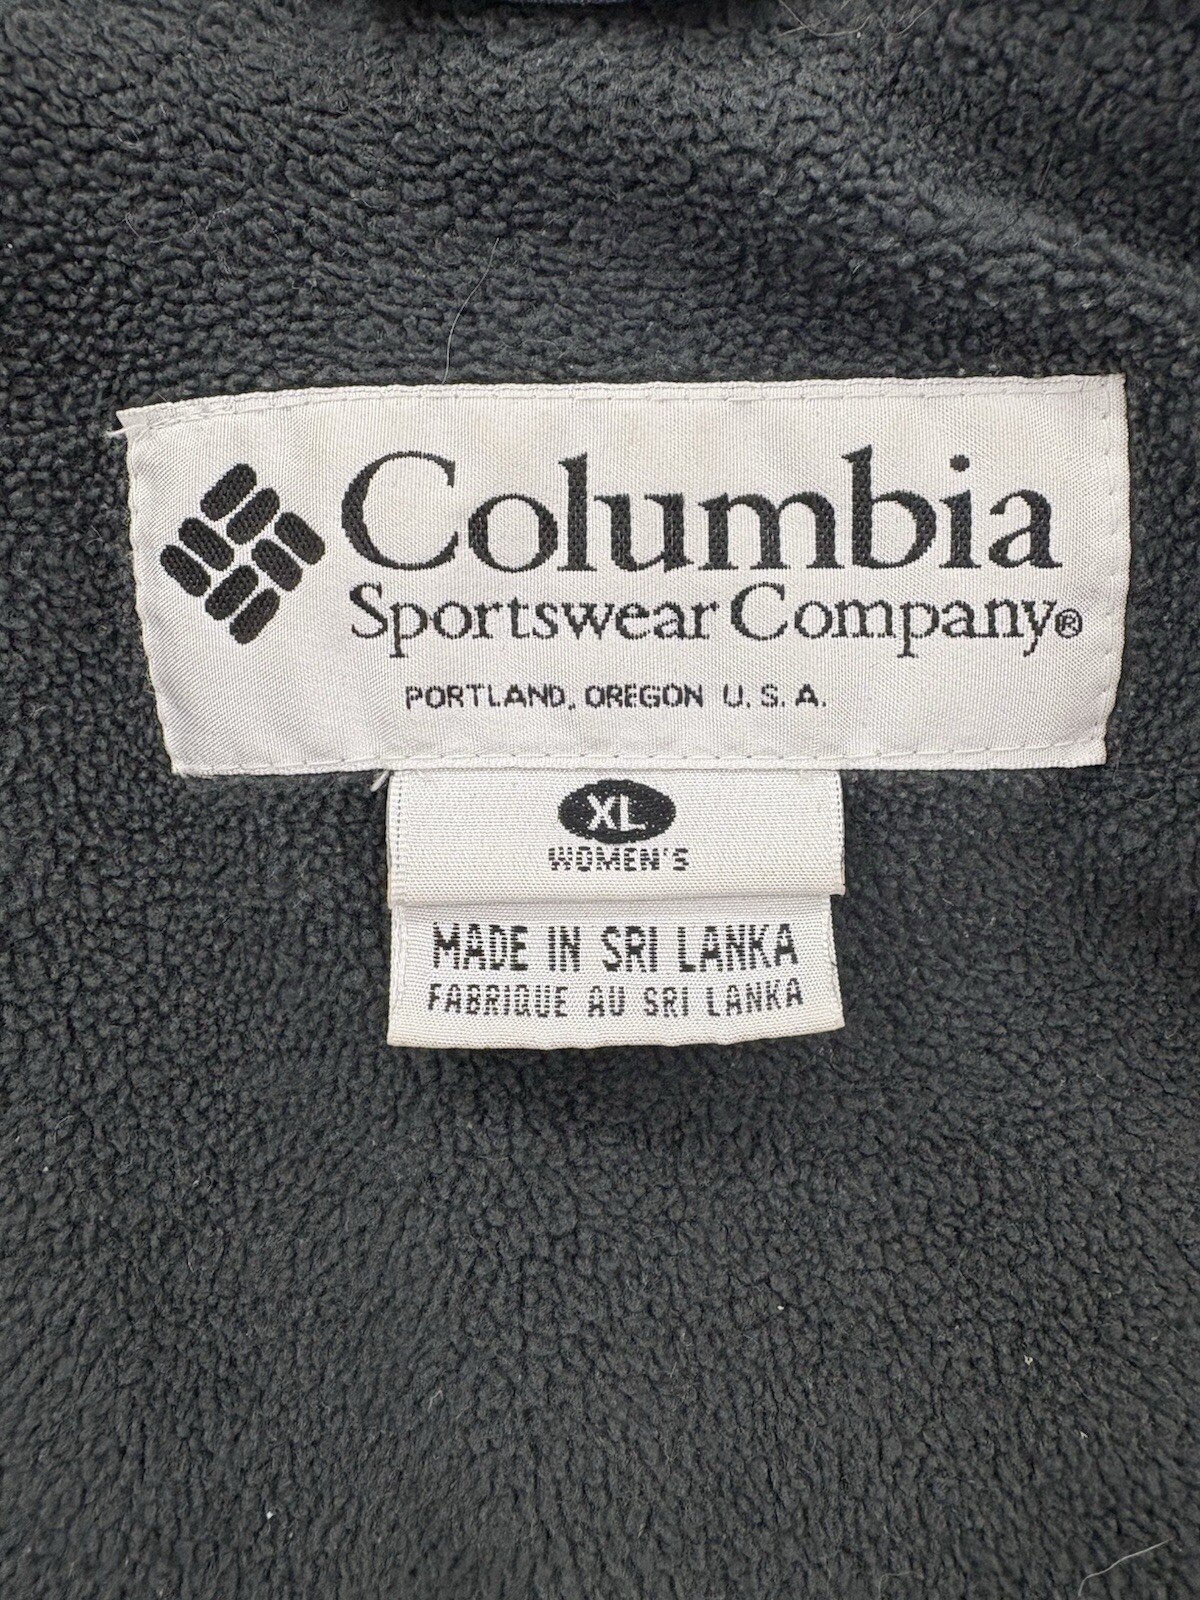 Columbia
Sportswear Company®
PORTLAND, OREGON U.S.A.
XL
WOMEN'S
MADE IN SRI LANKA
FABRIQUE AU SRI LANKA